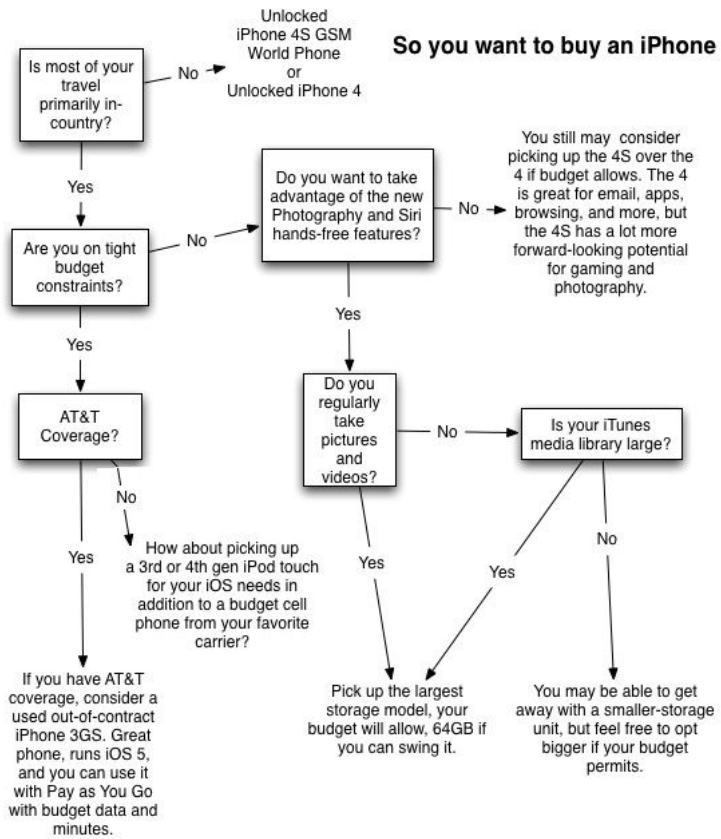 So you want to buy an iPhone
Is most of your
travel
primarily in-
country?
No
Unlocked
iPhone 4S GSM
World Phone
or
Unlocked iPhone 4
Yes
Are you on tight
budget
constraints?
No
Do you want to take
advantage of the new
Photography and Siri
hands-free features?
No
You still may consider
picking up the 4S over the
4 if budget allows. The 4
is great for email, apps,
browsing, and more, but
the 4S has a lot more
forward-looking potential
for gaming and
photography.
Yes
AT&T
Coverage?
No
How about picking up
a 3rd or 4th gen iPod touch
for your iOS needs in
addition to a budget cell
phone from your favorite
carrier?
Yes
If you have AT&T
coverage, consider a
used out-of-contract
iPhone 3GS. Great
phone, runs iOS 5,
and you can use it
with Pay as You Go
with budget data and
minutes.
Yes
Do you
regularly
take
pictures
and
videos?
No
Is your iTunes
media library large?
Yes
Yes
No
Pick up the largest
storage model, your
budget will allow, 64GB if
you can swing it.
You may be able to get
away with a smaller-storage
unit, but feel free to opt
bigger if your budget
permits.